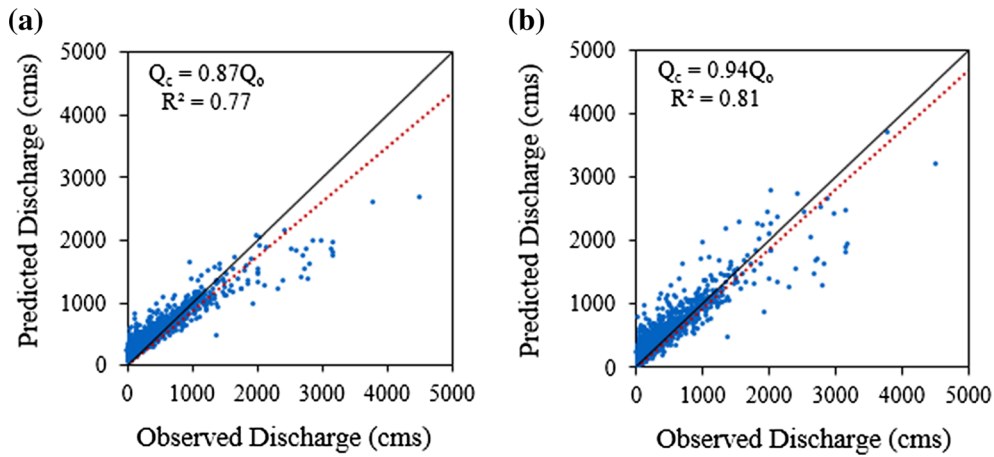 (a)
Q꜀ = 0.87Qₒ
R² = 0.77
5000
4000
3000
2000
1000
0
Predicted Discharge (cms)
0 1000 2000 3000 4000 5000
Observed Discharge (cms)
(b)
Q꜀ = 0.94Qₒ
R² = 0.81
5000
4000
3000
2000
1000
0
Predicted Discharge (cms)
0 1000 2000 3000 4000 5000
Observed Discharge (cms)